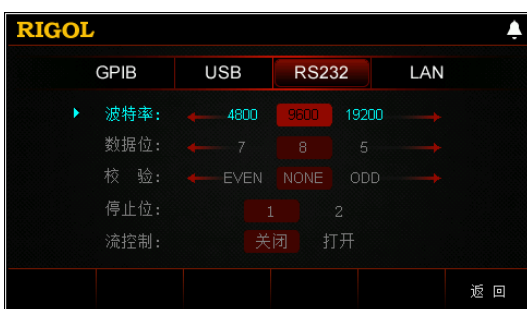 RIGOL
GPIB USB RS232 LAN
波特率: 4800 9600 19200
数据位: 7 8 5
校 验: EVEN NONE ODD
停止位: 1 2
流控制: 关闭 打开
返 回